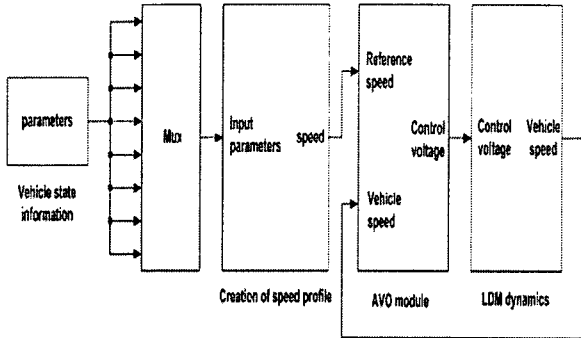 parameters
Vehicle state
information
Mux
Input
parameters
speed
Creation of speed profile
Reference
speed
Control
voltage
Vehicle
speed
AVO module
Control
voltage
Vehicle
speed
LDM dynamics